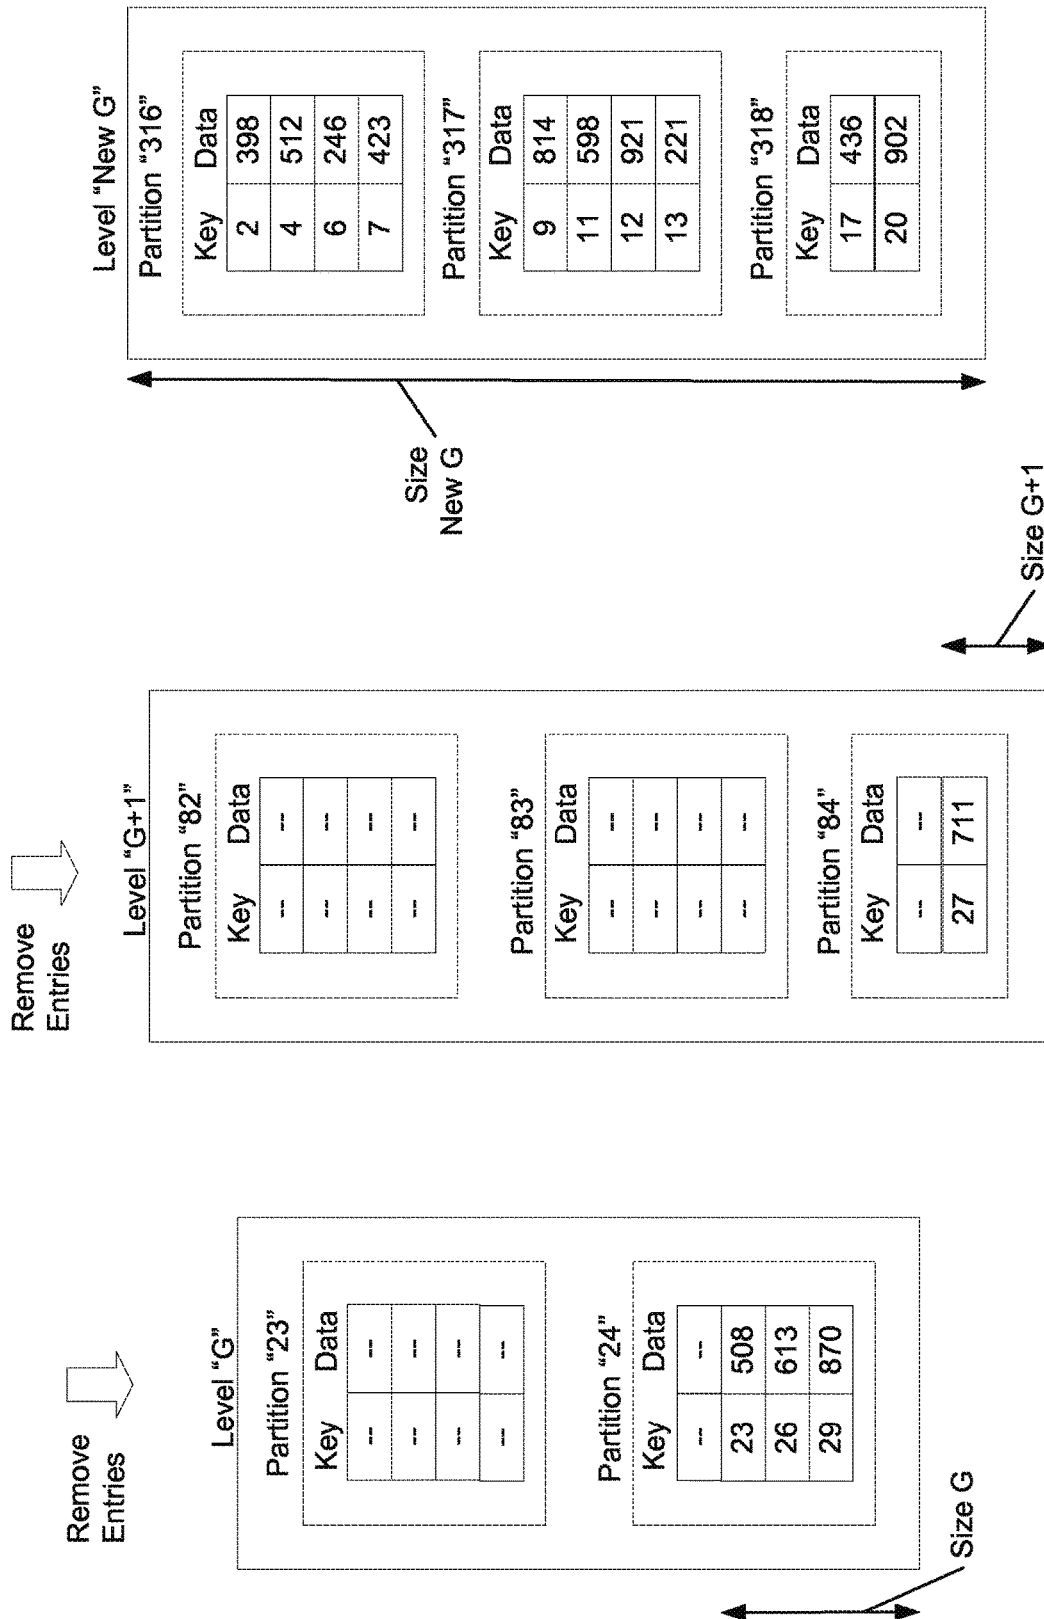 Remove
Entries
Level “G”
Partition “23”
Key Data
-- --
-- --
-- --
-- --
Partition “24”
Key Data
-- --
23 508
26 613
29 870
Size G
Remove
Entries
Level “G+1”
Partition “82”
Key Data
-- --
-- --
-- --
-- --
Partition “83”
Key Data
-- --
-- --
-- --
-- --
Partition “84”
Key Data
-- --
27 711
Size G+1
Level “New G”
Partition “316”
Key Data
2 398
4 512
6 246
7 423
Partition “317”
Key Data
9 814
11 598
12 921
13 221
Partition “318”
Key Data
17 436
20 902
Size
New G